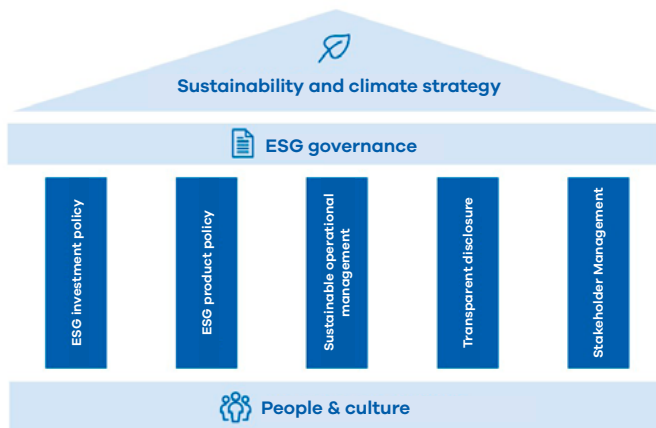 Sustainability and climate strategy
ESG governance
ESG investment policy
ESG product policy
Sustainable operational
management
Transparent disclosure
Stakeholder Management
People & culture